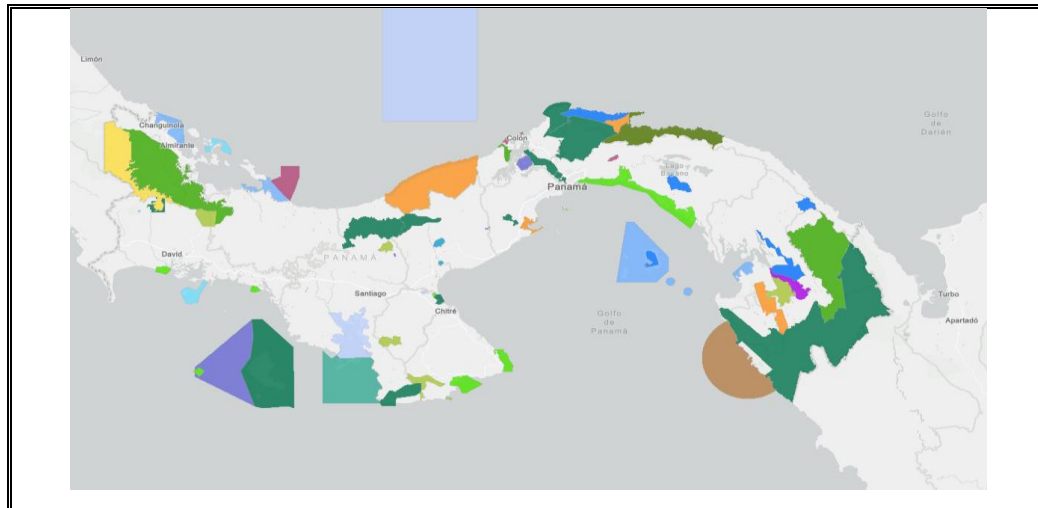 Limón
Golfo
de
Darién
Changuinola
Almirante
Colón
Lago
Bayano
Panamá
David
PANAMÁ
Santiago
Chitré
Golfo
de
Panamá
Turbo
Apartadó